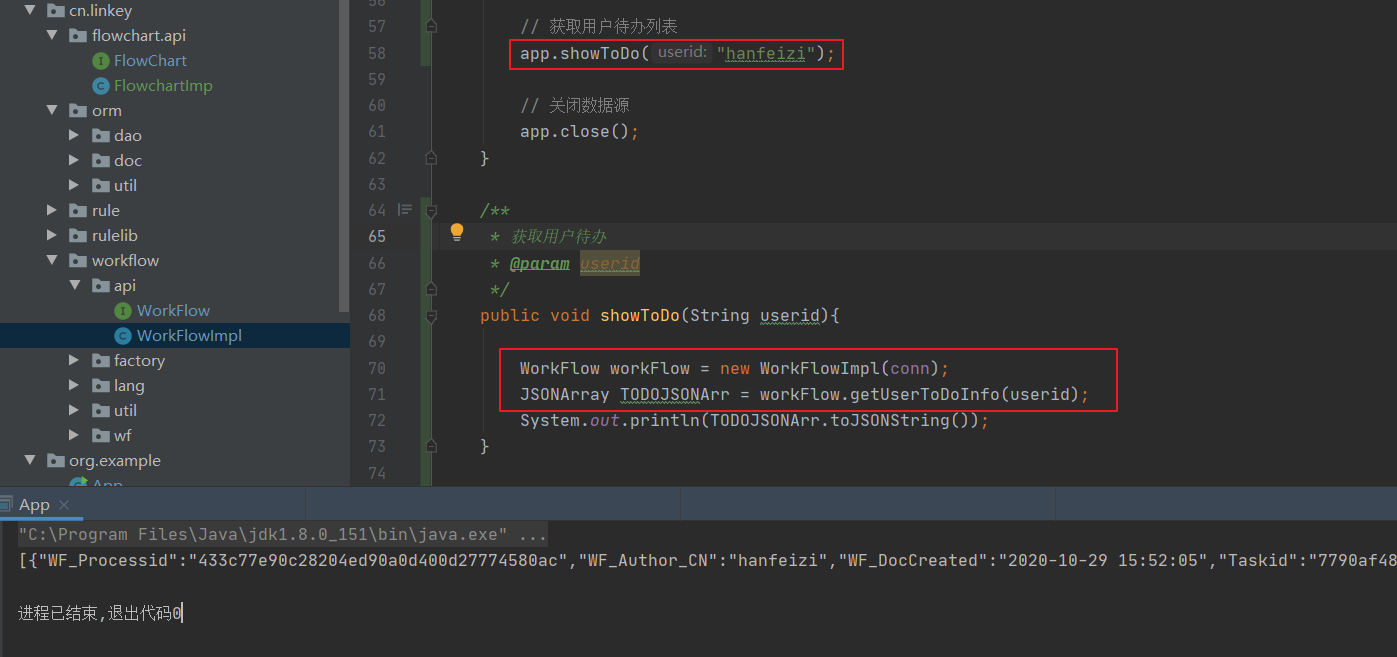 cn.linkey
flowchart.api
I FlowChart
C FlowchartImp
orm
dao
doc
util
rule
rulelib
workflow
api
I WorkFlow
C WorkFlowImpl
factory
lang
util
wf
org.example
App
56
57 // 获取用户待办列表
58 app.showToDo( userid: "hanfeizi");
59
60 // 关闭数据源
61 app.close();
62 }
63
64 /**
65 * 获取用户待办
66 * @param userid
67 */
68 public void showToDo(String userid){
69
70 WorkFlow workFlow = new WorkFlowImpl(conn);
71 JSONArray TODOJSONArr = workFlow.getUserToDoInfo(userid);
72 System.out.println(TODOJSONArr.toJSONString());
73 }
74
App ×
"C:\Program Files\Java\jdk1.8.0_151\bin\java.exe" ...
[{"WF_Processid":"433c77e90c28204ed90a0d400d27774580ac","WF_Author_CN":"hanfeizi","WF_DocCreated":"2020-10-29 15:52:05","Taskid":"7790af48
进程已结束,退出代码0